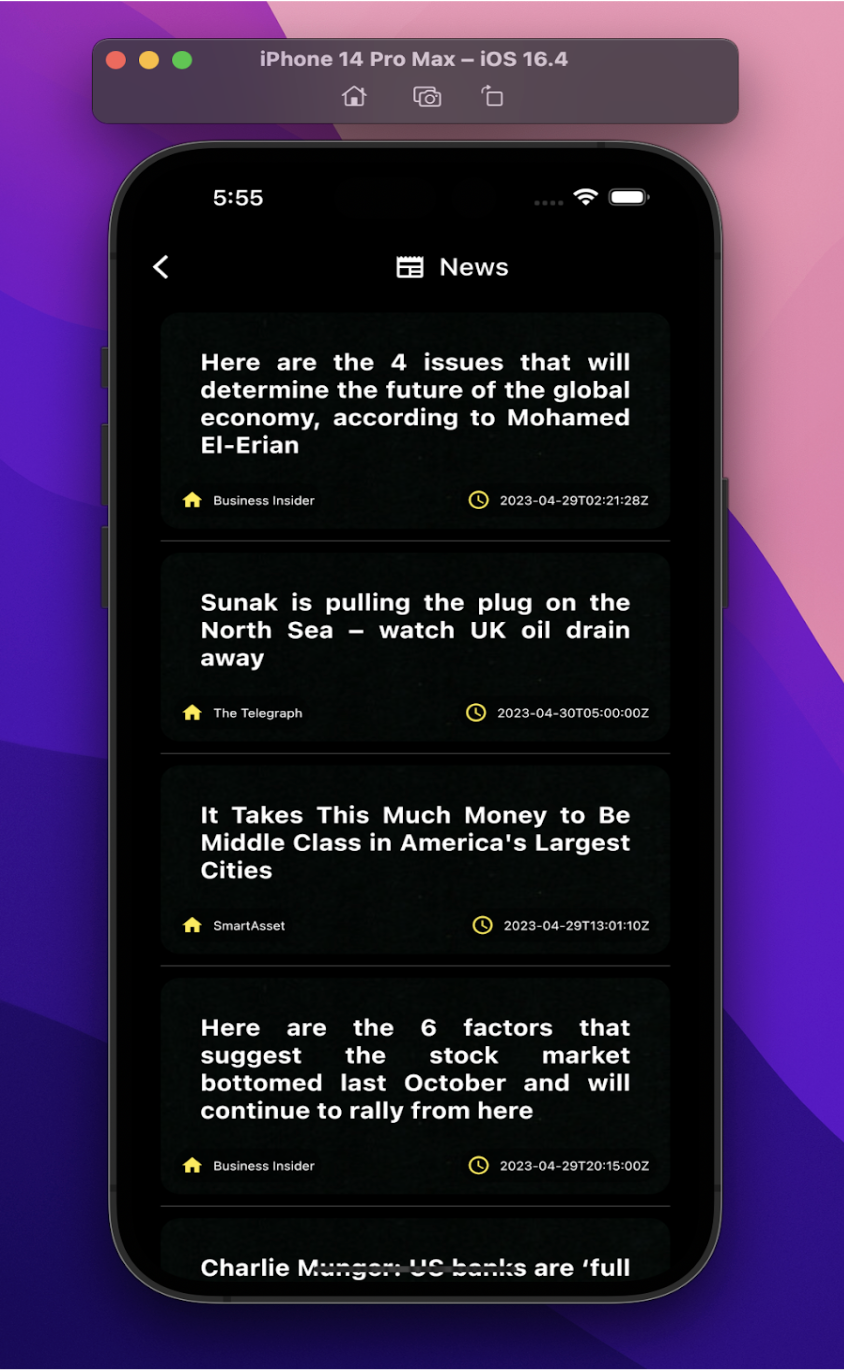 iPhone 14 Pro Max – iOS 16.4
5:55
News
Here are the 4 issues that will
determine the future of the global
economy, according to Mohamed
El-Erian
Business Insider
2023-04-29T02:21:28Z
Sunak is pulling the plug on the
North Sea – watch UK oil drain
away
The Telegraph
2023-04-30T05:00:00Z
It Takes This Much Money to Be
Middle Class in America's Largest
Cities
SmartAsset
2023-04-29T13:01:10Z
Here are the 6 factors that
suggest the stock market
bottomed last October and will
continue to rally from here
Business Insider
2023-04-29T20:15:00Z
Charlie Munger: US banks are ‘full